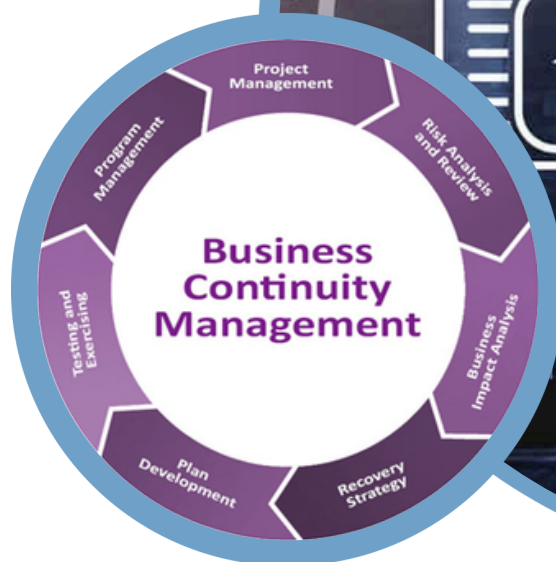 Project
Management
Risk Analysis
and Review
Business
Impact Analysis
Recovery
Strategy
Plan
Development
Testing and
Exercising
Program
Management
Business
Continuity
Management